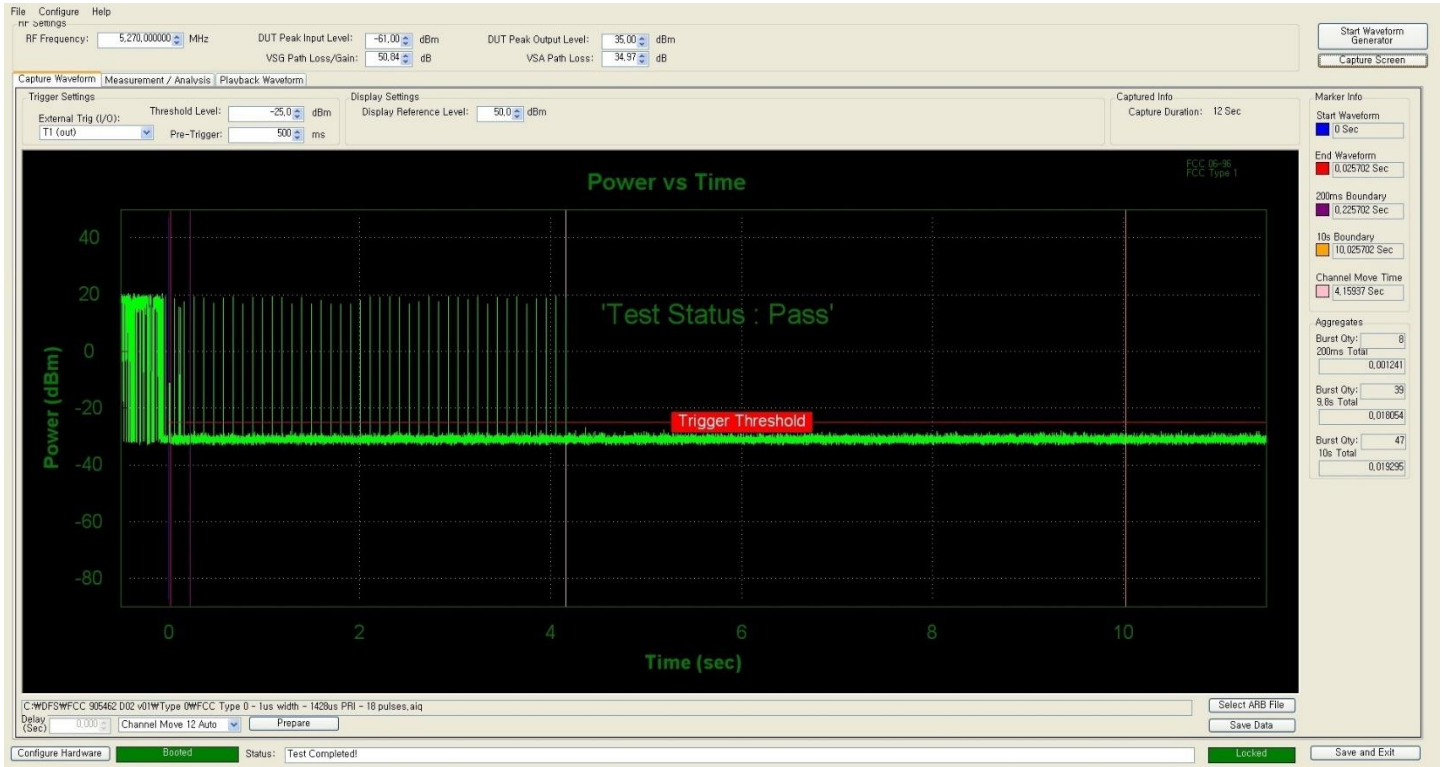 File Configure Help
RF Settings
RF Frequency: 5,270,000000 MHz DUT Peak Input Level: -61,00 dBm DUT Peak Output Level: 35,00 dBm
VSG Path Loss/Gain: 50,84 dB VSA Path Loss: 34,97 dB
Start Waveform
Generator
Capture Screen
Capture Waveform Measurement / Analysis Playback Waveform
Trigger Settings
External Trig (I/O):
T1 (out)
Threshold Level: -25,0 dBm
Pre-Trigger: 500 ms
Display Settings
Display Reference Level: 50,0 dBm
Captured Info
Capture Duration: 12 Sec
Marker Info
Start Waveform
0 Sec
End Waveform
0,025702 Sec
200ms Boundary
0,225702 Sec
10s Boundary
10,025702 Sec
Channel Move Time
4,15937 Sec
Aggregates
Burst Qty: 8
200ms Total
0,001241
Burst Qty: 39
9,8s Total
0,018054
Burst Qty: 47
10s Total
0,019295
FCC 06-96
FCC Type 1
Power vs Time
40
20
0
-20
-40
-60
-80
Power (dBm)
'Test Status : Pass'
Trigger Threshold
0 2 4 6 8 10
Time (sec)
C:₩DFS₩FCC 905462 D02 v01₩Type 0₩FCC Type 0 - 1us width - 1428us PRI - 18 pulses,aiq
Select ARB File
Delay
(Sec) 0,000 Channel Move 12 Auto Prepare
Save Data
Configure Hardware Booted Status: Test Completed! Locked Save and Exit